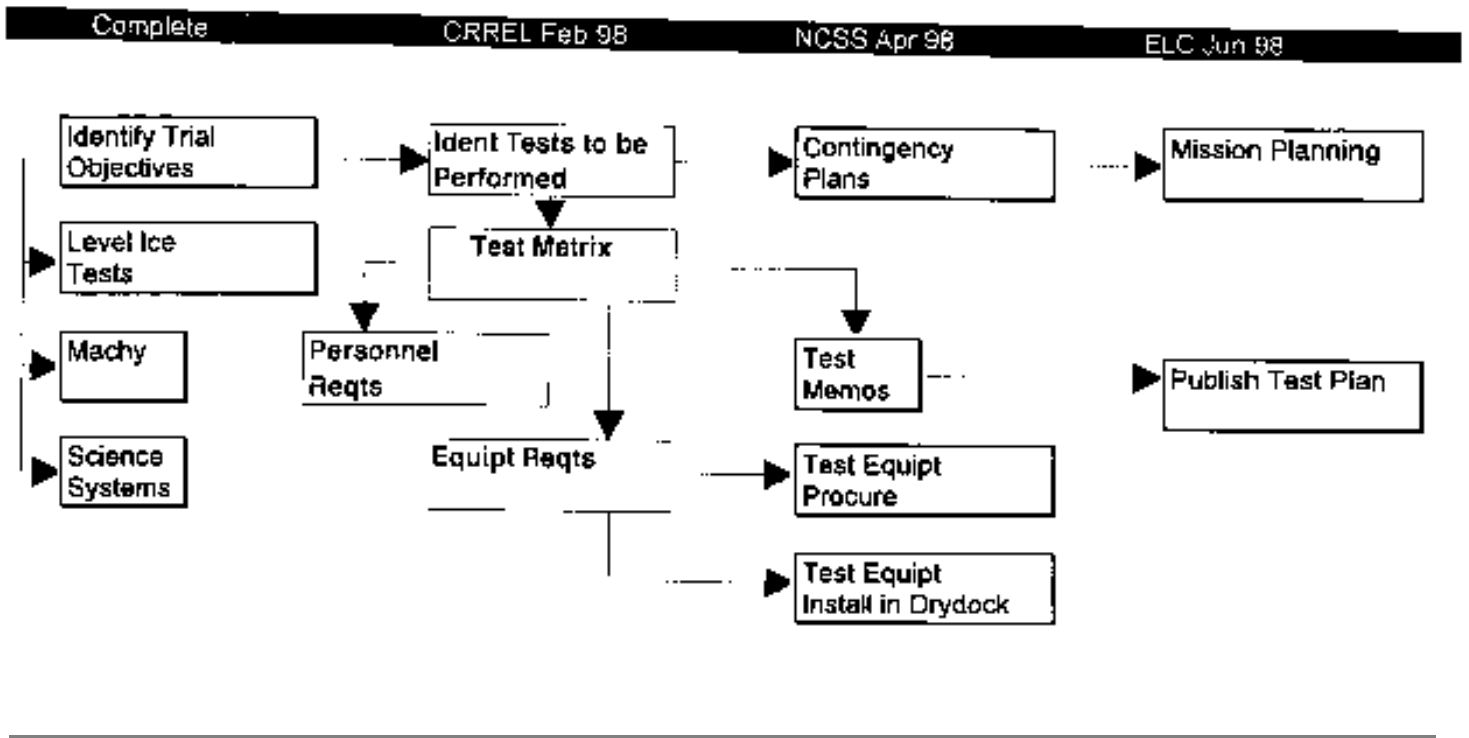 Complete
CRREL Feb 98
NCSS Apr 98
ELC Jun 98
Identify Trial
Objectives
Ident Tests to be
Performed
Contingency
Plans
Mission Planning
Level Ice
Tests
Test Matrix
Machy
Personnel
Reqts
Test
Memos
Publish Test Plan
Science
Systems
Equipt Reqts
Test Equipt
Procure
Test Equipt
Install in Drydock